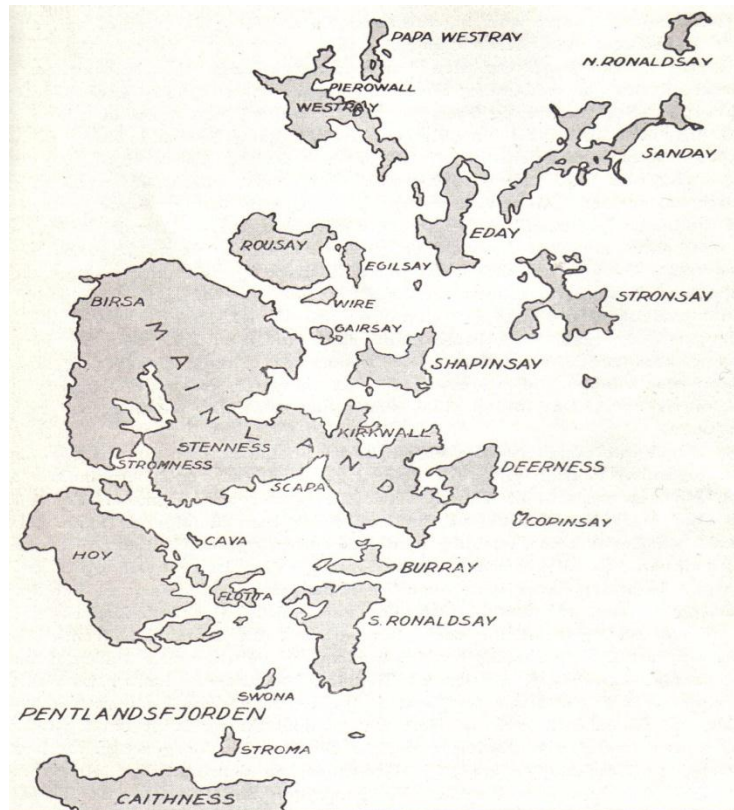 PAPA WESTRAY
N. RONALDSAY
PIEROWALL
WESTRAY
SANDAY
EDAY
ROUSAY
EGILSAY
STRONSAY
BIRSA
WIRE
GAIRSAY
SHAPINSAY
MAINLAND
KIRKWALL
STENNESS
STROMNESS
DEERNESS
SCAPA
COPINSAY
CAVA
HOY
BURRAY
FLOTTA
S. RONALDSAY
SWONA
PENTLANDSFJORDEN
STROMA
CAITHNESS